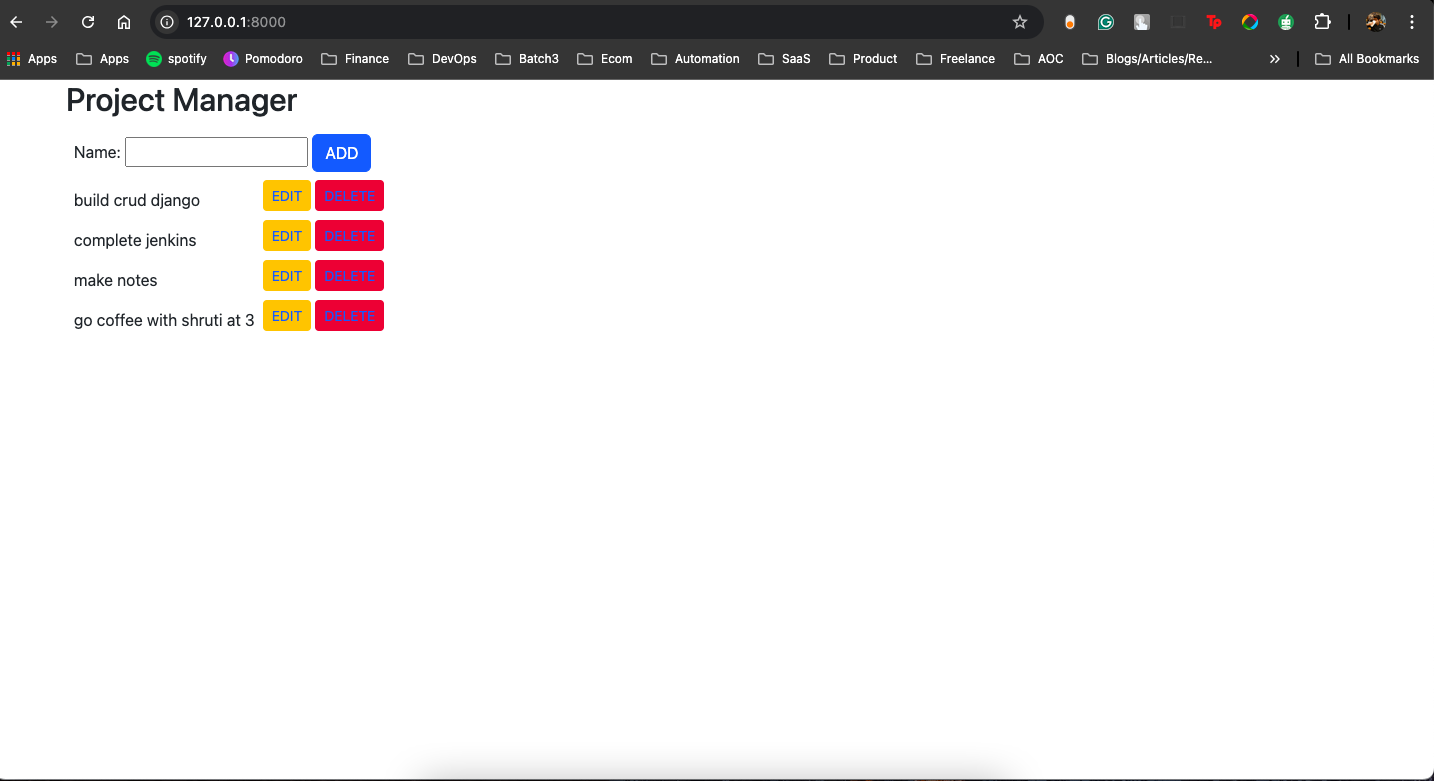 127.0.0.1:8000
Apps Apps spotify Pomodoro Finance DevOps Batch3 Ecom Automation SaaS Product Freelance AOC Blogs/Articles/Re... » All Bookmarks
Project Manager
Name: ADD
build crud django EDIT DELETE
complete jenkins EDIT DELETE
make notes EDIT DELETE
go coffee with shruti at 3 EDIT DELETE